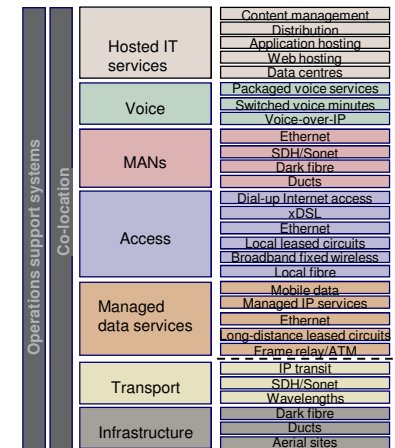 Operations support systems
Co-location
Hosted IT
services
Content management
Distribution
Application hosting
Web hosting
Data centres
Voice
Packaged voice services
Switched voice minutes
Voice-over-IP
MANs
Ethernet
SDH/Sonet
Dark fibre
Ducts
Access
Dial-up Internet access
xDSL
Ethernet
Local leased circuits
Broadband fixed wireless
Local fibre
Managed
data services
Mobile data
Managed IP services
Ethernet
Long-distance leased circuits
Frame relay/ATM
Transport
IP transit
SDH/Sonet
Wavelengths
Infrastructure
Dark fibre
Ducts
Aerial sites